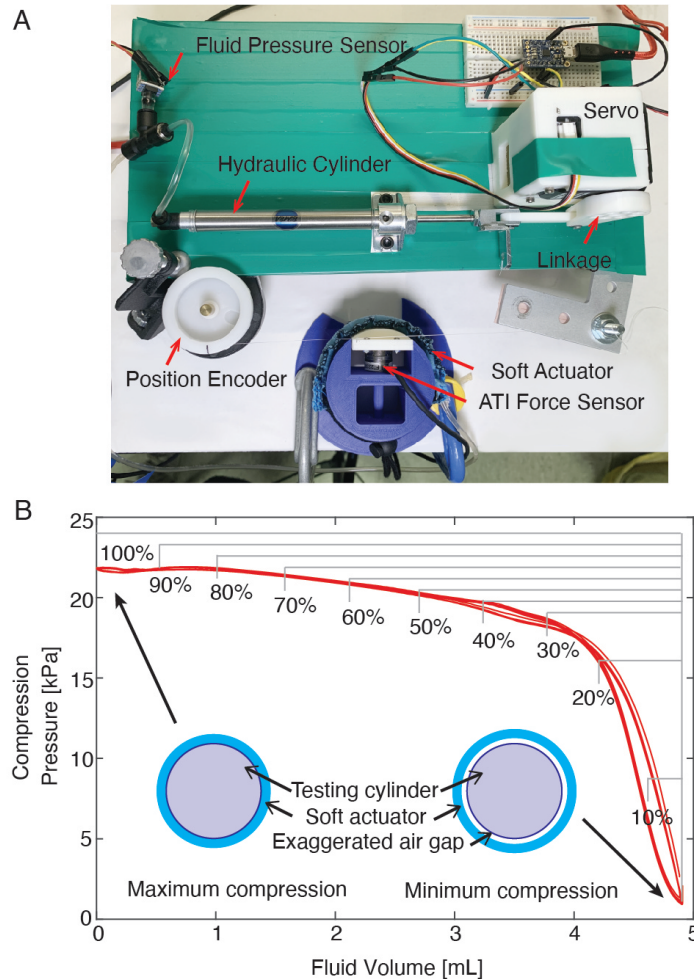 A
Fluid Pressure Sensor
Servo
Hydraulic Cylinder
Linkage
Position Encoder
Soft Actuator
ATI Force Sensor
B
25
20
15
10
5
0
Compression
Pressure [kPa]
100%
90%
80%
70%
60%
50%
40%
30%
20%
10%
Testing cylinder
Soft actuator
Exaggerated air gap
Maximum compression
Minimum compression
0
1
2
3
4
5
Fluid Volume [mL]